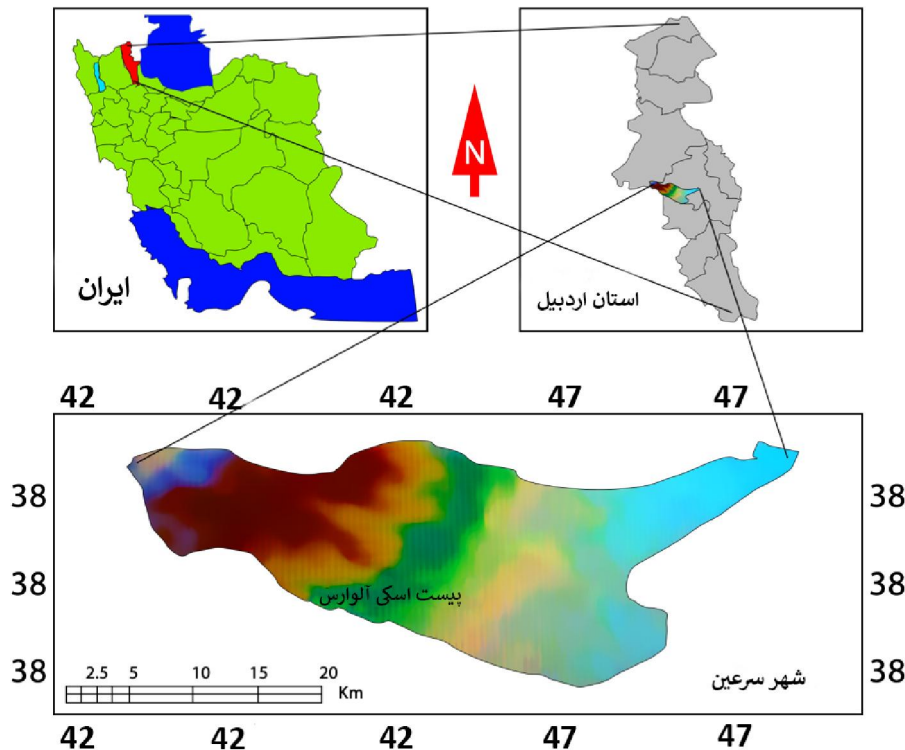 ایران
N
استان اردبیل
42 42 42 47 47
38 38
38 38
پیست اسکی آلوارس
38 38
شهر سرعین
2.5 5 10 15 20
Km
42 42 42 47 47